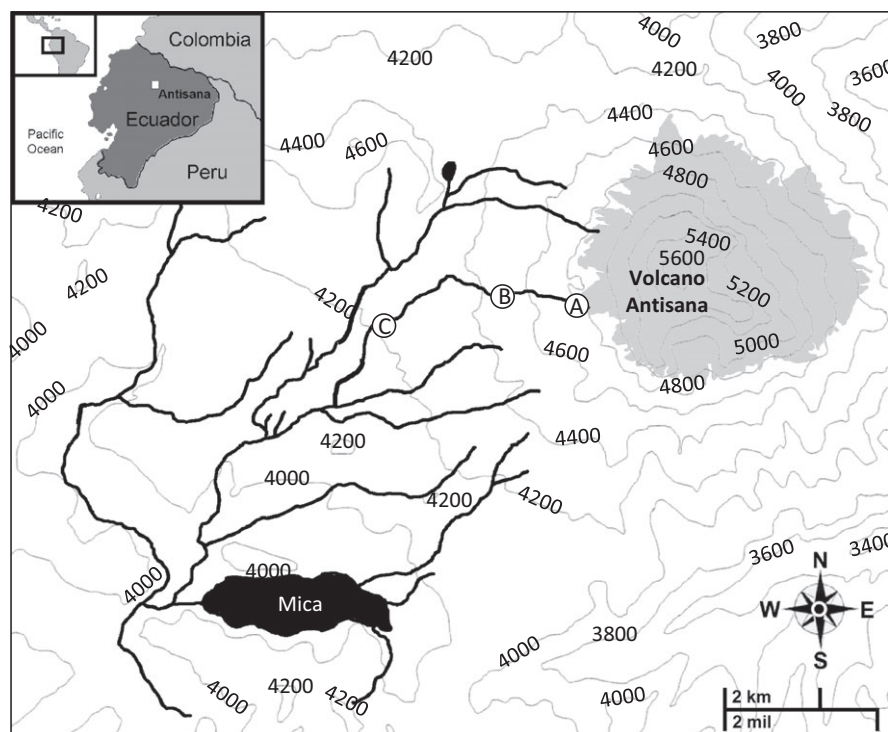 Colombia
Antisana
Ecuador
Pacific
Ocean
Peru
4000
3800
3600
4200
4200
4000
3800
4400
4400
4600
4600
4800
4200
5400
5600
Volcano
Antisana
5200
5000
4800
4200
4200
4000
4000
A
B
C
4600
4400
4200
4000
4200
4200
3600
3400
4000
4000
Mica
3800
4000
4000
4200
4200
4000
N
W
E
S
2 km
2 mil